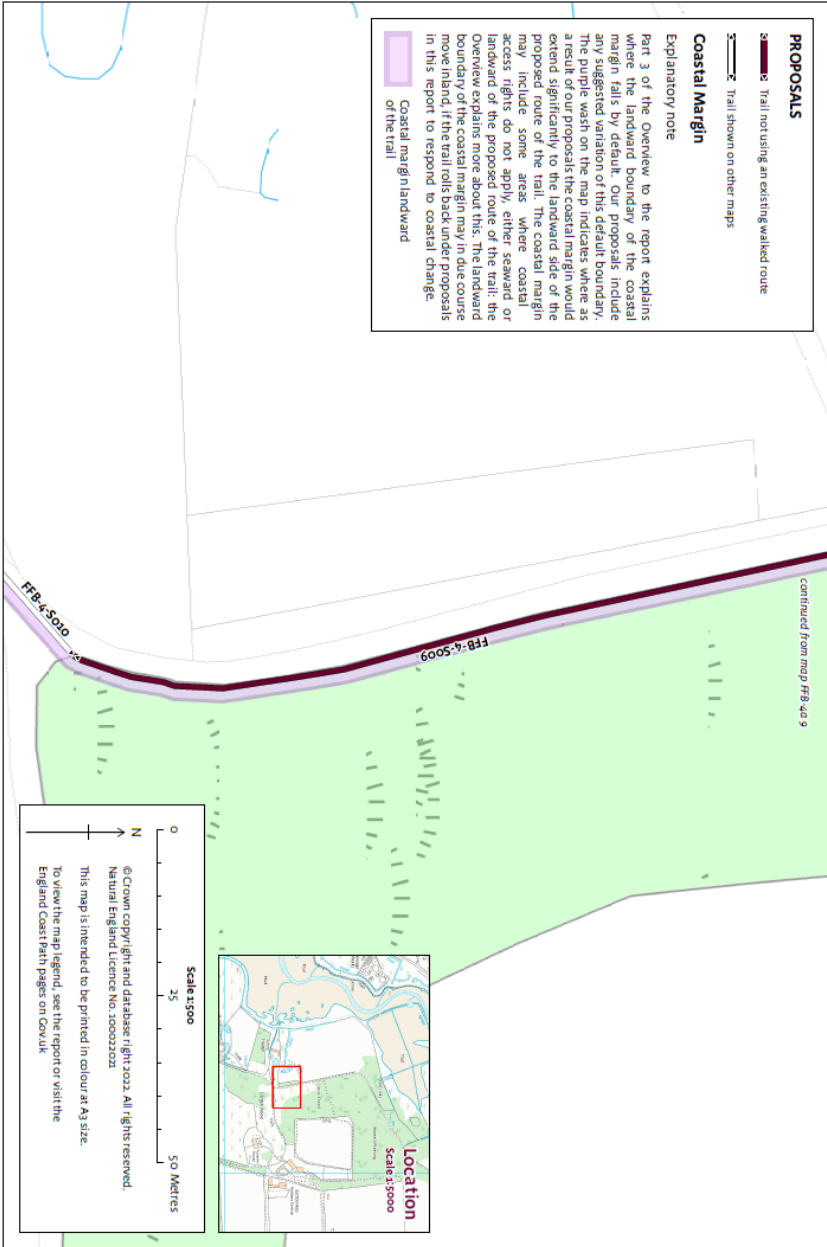 PROPOSALS
Trail not using an existing walked route
Trail shown on other maps
Coastal Margin
Explanatory note
Part 3 of the Overview to the report explains
where the landward boundary of the coastal
margin falls by default. Our proposals include
any suggested variation of this default boundary.
The purple wash on the map indicates where as
a result of our proposals the coastal margin would
extend significantly to the landward side of the
proposed route of the trail. The coastal margin
may include some areas where coastal
access rights do not apply, either seaward or
landward of the proposed route of the trail: the
Overview explains more about this. The landward
boundary of the coastal margin may in due course
move inland, if the trail rolls back under proposals
in this report to respond to coastal change.
Coastal margin landward
of the trail
continued from map FFB-4a 9
FFB-4-S009
FFB-4-S010
Location
Scale 1:5000
Scale 1:500
0 25 50 Metres
N
© Crown copyright and database right 2022. All rights reserved.
Natural England Licence No. 100022021
This map is intended to be printed in colour at A3 size.
To view the map legend, see the report or visit the
England Coast Path pages on Gov.uk